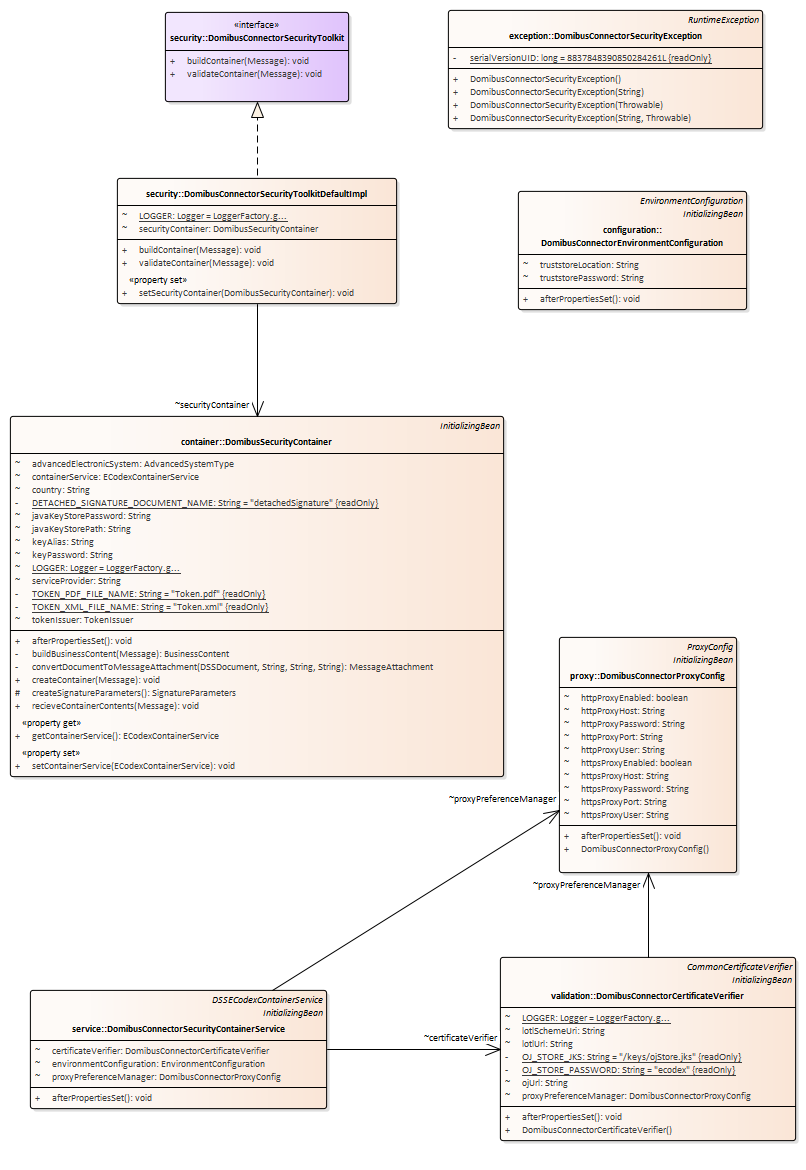 «interface»
security::DomibusConnectorSecurityToolkit
+ buildContainer(Message): void
+ validateContainer(Message): void
RuntimeException
exception::DomibusConnectorSecurityException
- serialVersionUID: long = 8837848390850284261L {readOnly}
+ DomibusConnectorSecurityException()
+ DomibusConnectorSecurityException(String)
+ DomibusConnectorSecurityException(Throwable)
+ DomibusConnectorSecurityException(String, Throwable)
security::DomibusConnectorSecurityToolkitDefaultImpl
~ LOGGER: Logger = LoggerFactory.g...
~ securityContainer: DomibusSecurityContainer
+ buildContainer(Message): void
+ validateContainer(Message): void
«property set»
+ setSecurityContainer(DomibusSecurityContainer): void
EnvironmentConfiguration
InitializingBean
configuration::
DomibusConnectorEnvironmentConfiguration
~ truststoreLocation: String
~ truststorePassword: String
+ afterPropertiesSet(): void
~securityContainer
InitializingBean
container::DomibusSecurityContainer
~ advancedElectronicSystem: AdvancedSystemType
~ containerService: ECodexContainerService
~ country: String
- DETACHED_SIGNATURE_DOCUMENT_NAME: String = "detachedSignature" {readOnly}
~ javaKeyStorePassword: String
~ javaKeyStorePath: String
~ keyAlias: String
~ keyPassword: String
~ LOGGER: Logger = LoggerFactory.g...
~ serviceProvider: String
- TOKEN_PDF_FILE_NAME: String = "Token.pdf" {readOnly}
- TOKEN_XML_FILE_NAME: String = "Token.xml" {readOnly}
~ tokenIssuer: TokenIssuer
+ afterPropertiesSet(): void
- buildBusinessContent(Message): BusinessContent
- convertDocumentToMessageAttachment(DSSDocument, String, String, String): MessageAttachment
+ createContainer(Message): void
# createSignatureParameters(): SignatureParameters
+ recieveContainerContents(Message): void
«property get»
+ getContainerService(): ECodexContainerService
«property set»
+ setContainerService(ECodexContainerService): void
ProxyConfig
InitializingBean
proxy::DomibusConnectorProxyConfig
~ httpProxyEnabled: boolean
~ httpProxyHost: String
~ httpProxyPassword: String
~ httpProxyPort: String
~ httpProxyUser: String
~ httpsProxyEnabled: boolean
~ httpsProxyHost: String
~ httpsProxyPassword: String
~ httpsProxyPort: String
~ httpsProxyUser: String
+ afterPropertiesSet(): void
+ DomibusConnectorProxyConfig()
~proxyPreferenceManager
~proxyPreferenceManager
CommonCertificateVerifier
InitializingBean
validation::DomibusConnectorCertificateVerifier
~ LOGGER: Logger = LoggerFactory.g...
~ lotlSchemeUri: String
~ lotlUrl: String
- OJ_STORE_JKS: String = "/keys/ojStore.jks" {readOnly}
- OJ_STORE_PASSWORD: String = "ecodex" {readOnly}
~ ojUrl: String
~ proxyPreferenceManager: DomibusConnectorProxyConfig
+ afterPropertiesSet(): void
+ DomibusConnectorCertificateVerifier()
DSSECodexContainerService
InitializingBean
service::DomibusConnectorSecurityContainerService
~ certificateVerifier: DomibusConnectorCertificateVerifier
~ environmentConfiguration: EnvironmentConfiguration
~ proxyPreferenceManager: DomibusConnectorProxyConfig
+ afterPropertiesSet(): void
~certificateVerifier